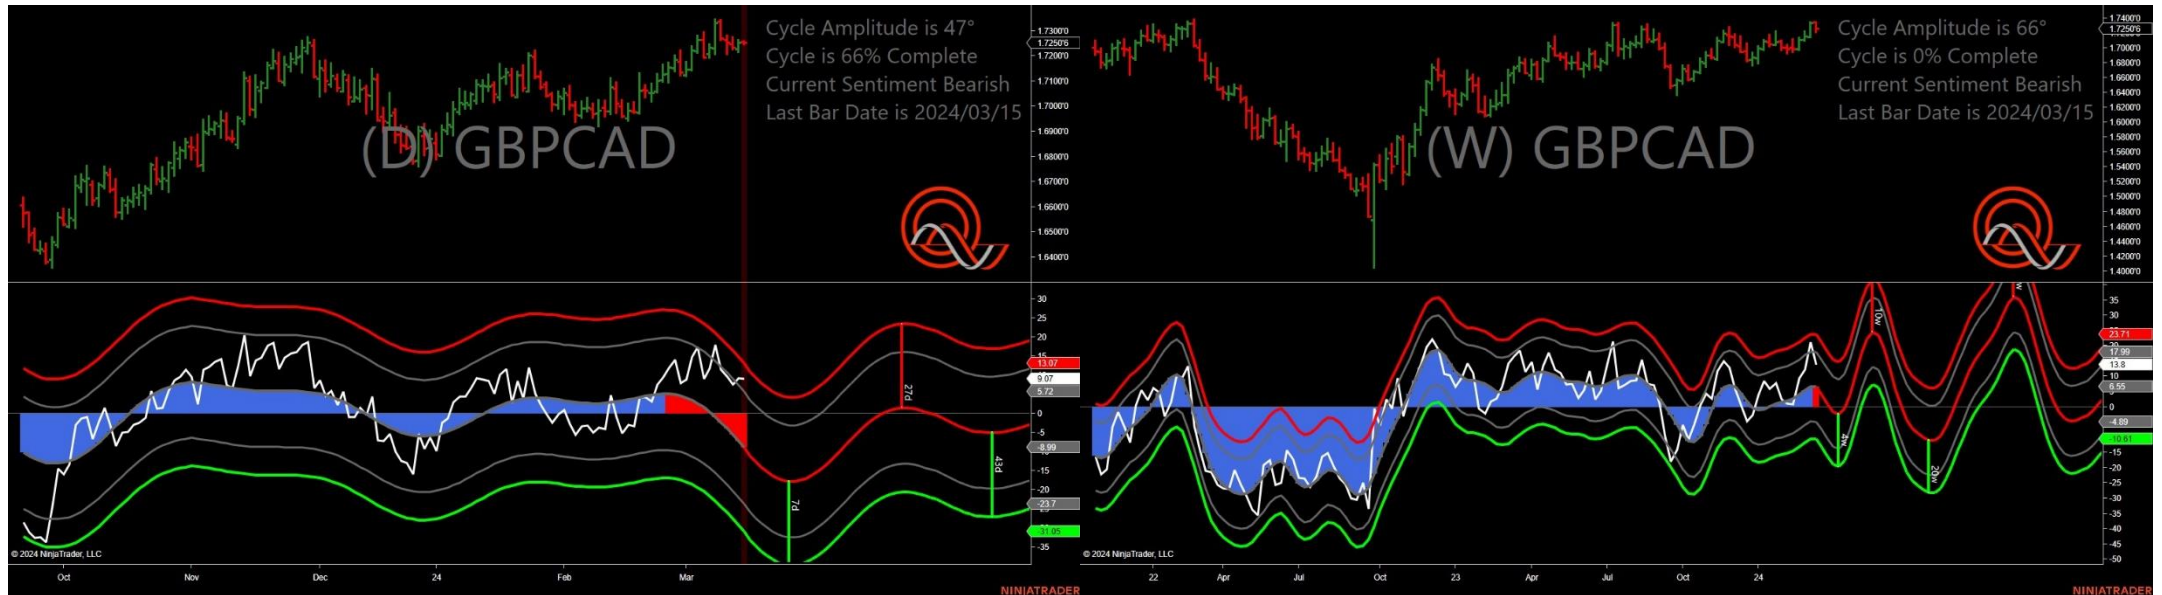 Cycle Amplitude is 47°
Cycle is 66% Complete
Current Sentiment Bearish
Last Bar Date is 2024/03/15
(D) GBPCAD
1.7300'0
1.7250'6
1.7200'0
1.7100'0
1.7000'0
1.6900'0
1.6800'0
1.6700'0
1.6600'0
1.6500'0
1.6400'0
30
25
20
15
13.07
9.07
5.72
0
-5
-8.99
-15
-20
-23.7
-31.05
-35
27d
43d
7d
© 2024 NinjaTrader, LLC
Oct
Nov
Dec
24
Feb
Mar
NINJATRADER
Cycle Amplitude is 66°
Cycle is 0% Complete
Current Sentiment Bearish
Last Bar Date is 2024/03/15
(W) GBPCAD
1.7400'0
1.7250'6
1.7000'0
1.6800'0
1.6600'0
1.6400'0
1.6200'0
1.6000'0
1.5800'0
1.5600'0
1.5400'0
1.5200'0
1.5000'0
1.4800'0
1.4600'0
1.4400'0
1.4200'0
1.4000'0
35
30
23.71
17.99
13.8
10
6.55
0
-4.89
-10.61
-15
-20
-25
-30
-35
-40
-45
-50
10w
w
4w
20w
© 2024 NinjaTrader, LLC
22
Apr
Jul
Oct
23
Apr
Jul
Oct
24
NINJATRADER